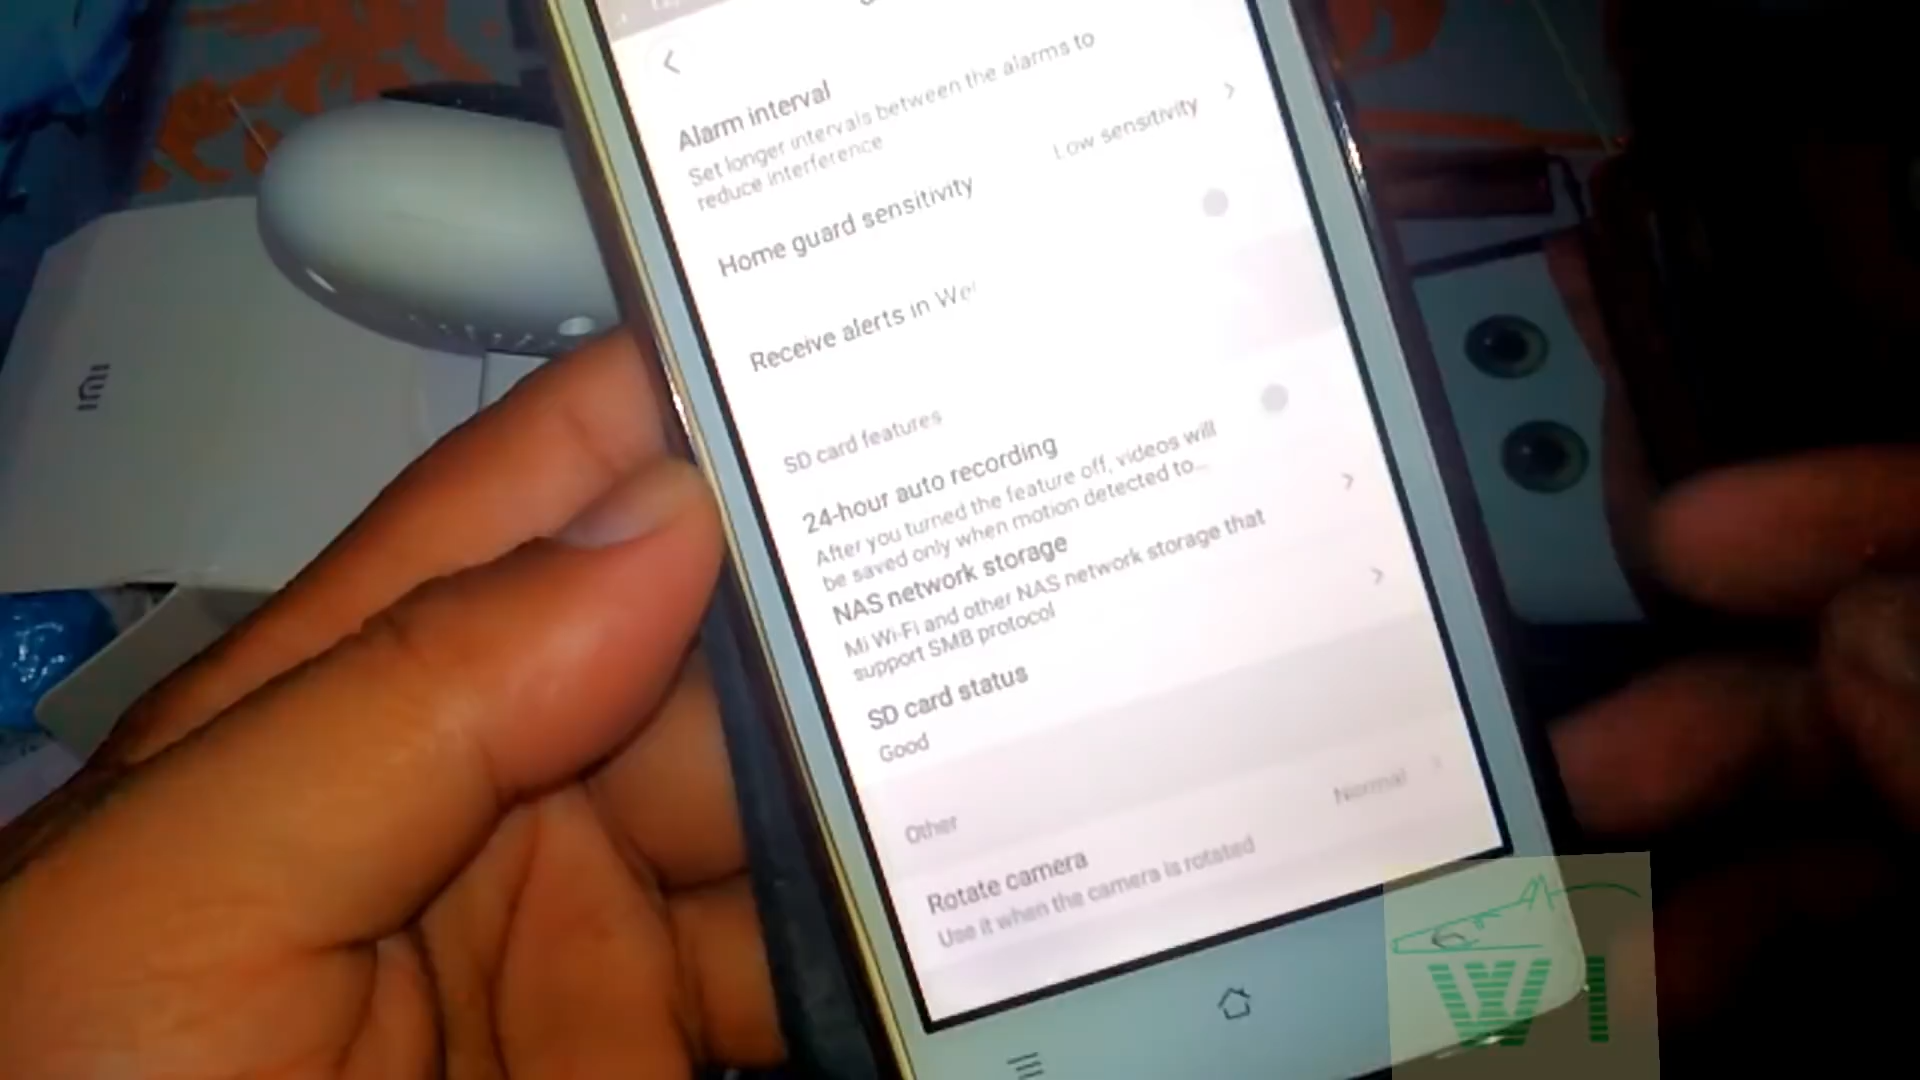 Alarm interval
Set longer intervals between the alarms to
reduce interference
Home guard sensitivity
Low sensitivity
Receive alerts in
SD card features
24-hour auto recording
After you turned the feature off, videos will
be saved only when motion detected to...
NAS network storage
Mi Wi-Fi and other NAS network storage that
support SMB protocol
SD card status
Good
Other
Rotate camera
Normal
Use it when the camera is rotated
mi